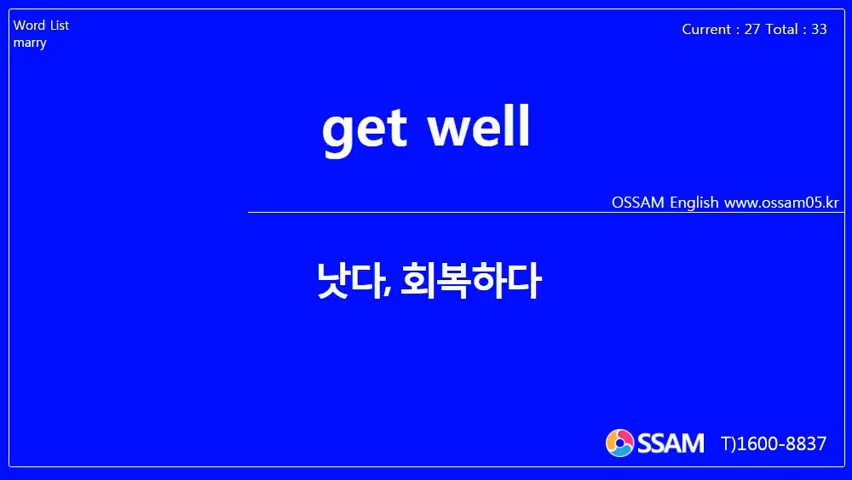 Word List
marry
Current : 27 Total : 33
get well
OSSAM English www.ossam05.kr
낫다, 회복하다
OSSAM T)1600-8837